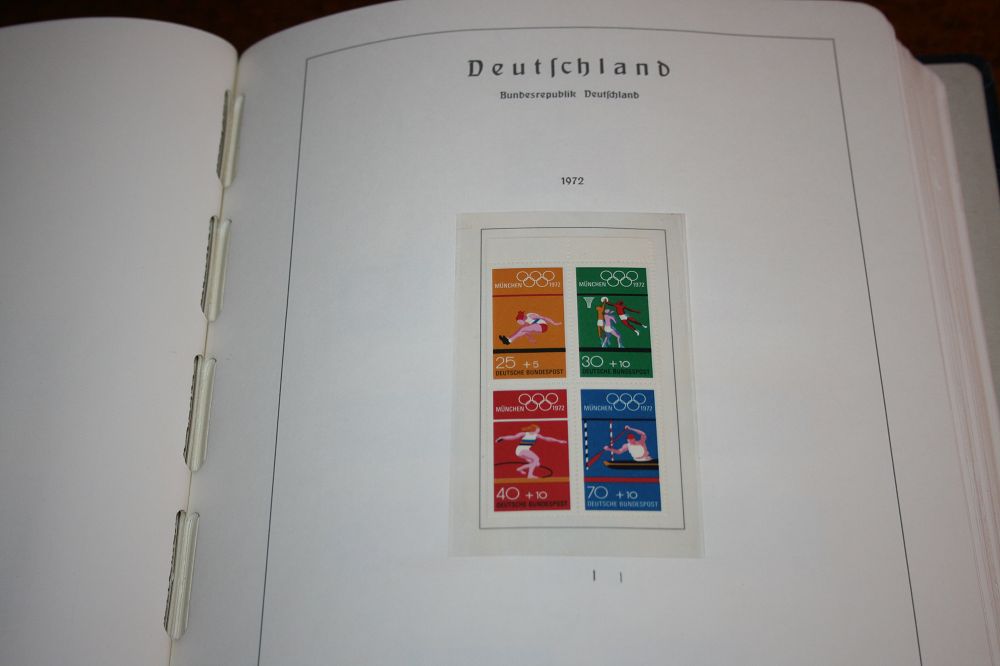 Deutſchland
Bundesrepublik Deutſchland
1972
MÜNCHEN 1972
25 +5
DEUTSCHE BUNDESPOST
MÜNCHEN 1972
30 +10
DEUTSCHE BUNDESPOST
MÜNCHEN 1972
40 +10
DEUTSCHE BUNDESPOST
MÜNCHEN 1972
70 +10
DEUTSCHE BUNDESPOST